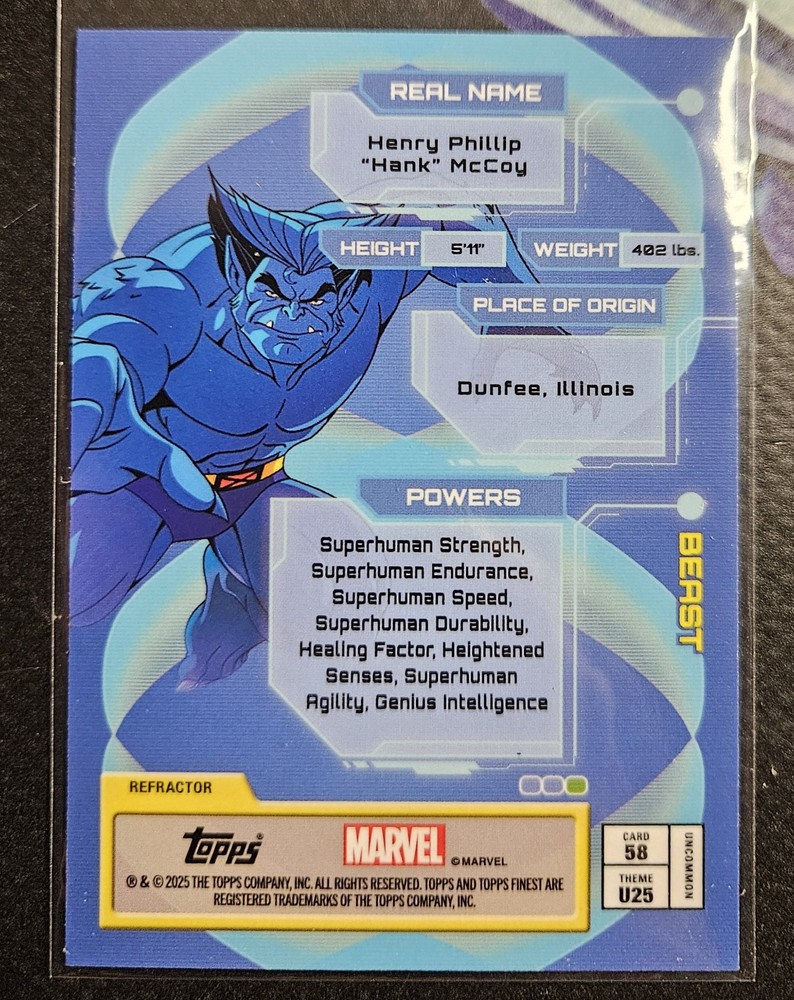 REAL NAME
Henry Phillip
“Hank” McCoy
HEIGHT 5'11" WEIGHT 402 lbs.
PLACE OF ORIGIN
Dunfee, Illinois
POWERS
Superhuman Strength,
Superhuman Endurance,
Superhuman Speed,
Superhuman Durability,
Healing Factor, Heightened
Senses, Superhuman
Agility, Genius Intelligence
BEAST
REFRACTOR
topps®
MARVEL © MARVEL
® & © 2025 THE TOPPS COMPANY, INC. ALL RIGHTS RESERVED. TOPPS AND TOPPS FINEST ARE
REGISTERED TRADEMARKS OF THE TOPPS COMPANY, INC.
CARD
58
THEME
U25
UNCOMMON